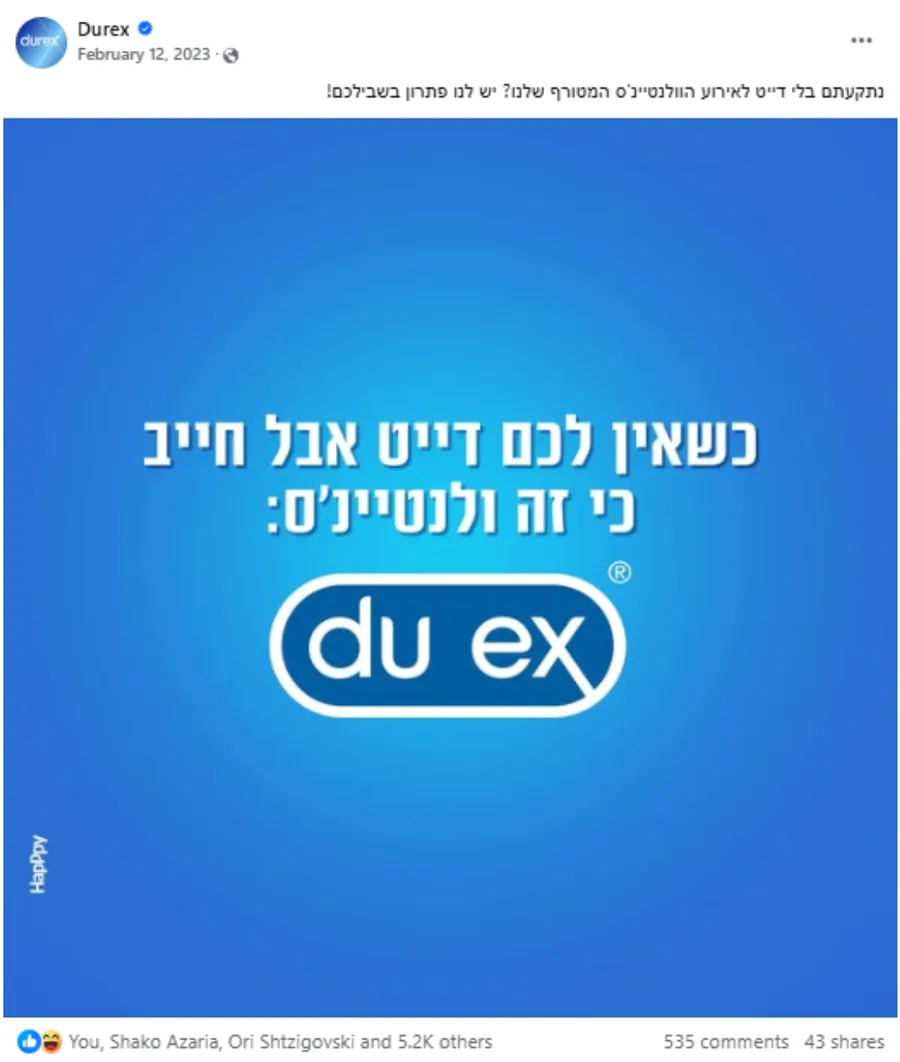 Durex
durex
February 12, 2023 ·
נתקעתם בלי דייט לאירוע הוולנטיינ'ס המטורף שלנו? יש לנו פתרון בשבילכם!
כשאין לכם דייט אבל חייב
כי זה ולנטיינ'ס:
®
du ex
HapPpy
You, Shako Azaria, Ori Shtzigovski and 5.2K others
535 comments 43 shares